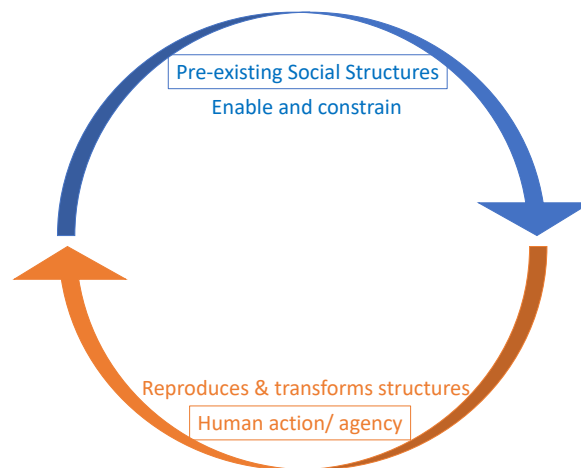 Pre-existing Social Structures
Enable and constrain
Reproduces & transforms structures
Human action/ agency